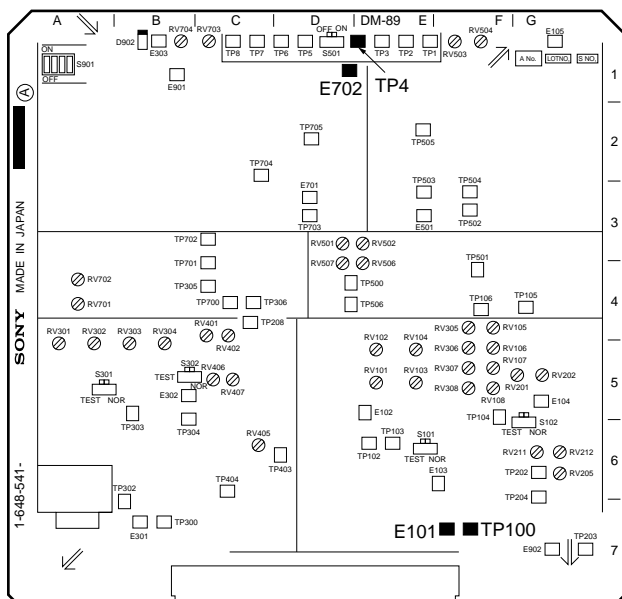 A B C D DM-89 E F G
ON
S901
OFF
D902
E303
RV704
RV703
TP8
TP7
TP6
TP5
OFF ON
S501
TP3
TP2
TP1
RV503
RV504
E105
A No.
LOTNO.
S NO.
E901
E702
TP4
1
A
TP705
TP505
2
TP704
E701
TP703
TP503
TP504
E501
TP502
3
TP702
RV501
RV502
TP701
RV507
RV506
TP501
RV702
TP305
TP500
RV701
TP700
TP306
TP506
TP106
TP105
4
TP208
RV301
RV302
RV303
RV304
RV401
RV402
RV102
RV104
RV305
RV105
RV306
RV106
S301
TEST NOR
S302
TEST
NOR
RV406
RV407
RV101
RV103
RV307
RV107
RV308
RV201
RV202
5
E302
TP303
TP304
E102
RV108
TP104
E104
S102
TEST NOR
RV405
TP403
TP102
TP103
S101
TEST NOR
RV211
RV212
TP202
RV205
E103
TP204
6
TP302
TP404
E301
TP300
E101
TP100
E902
TP203
7
SONY MADE IN JAPAN
1-648-541-